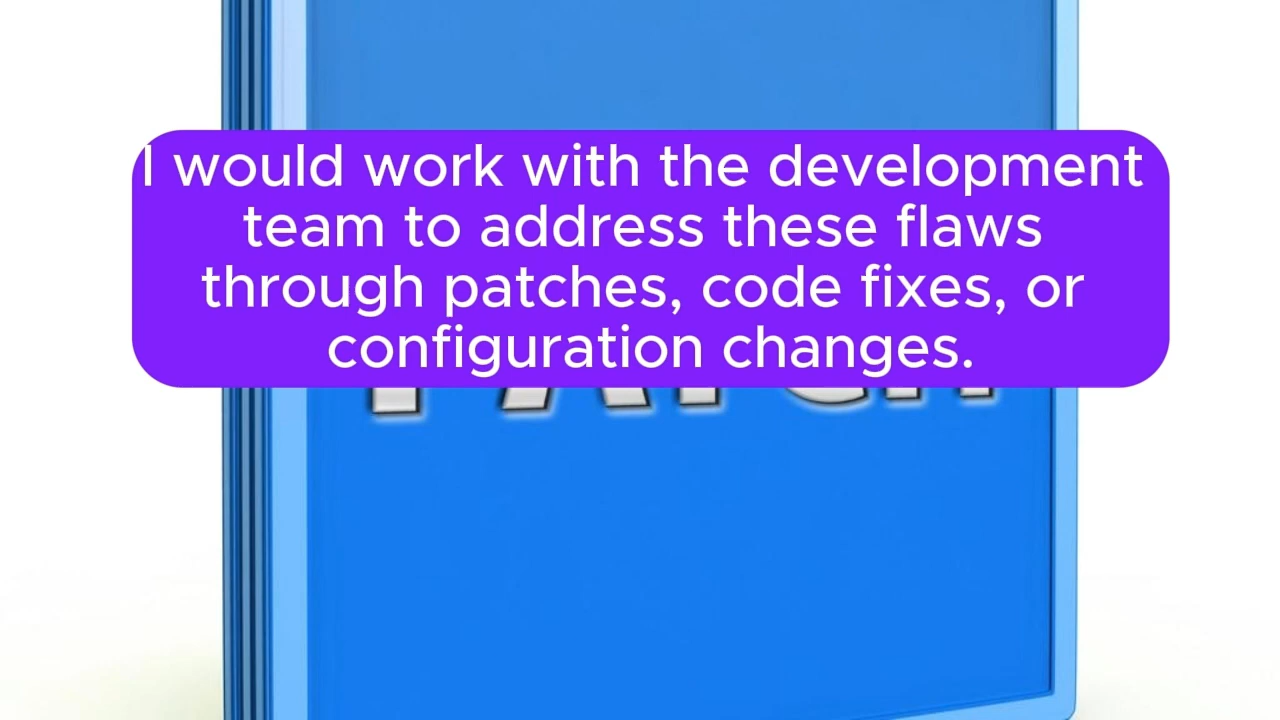 I would work with the development
team to address these flaws
through patches, code fixes, or
configuration changes.